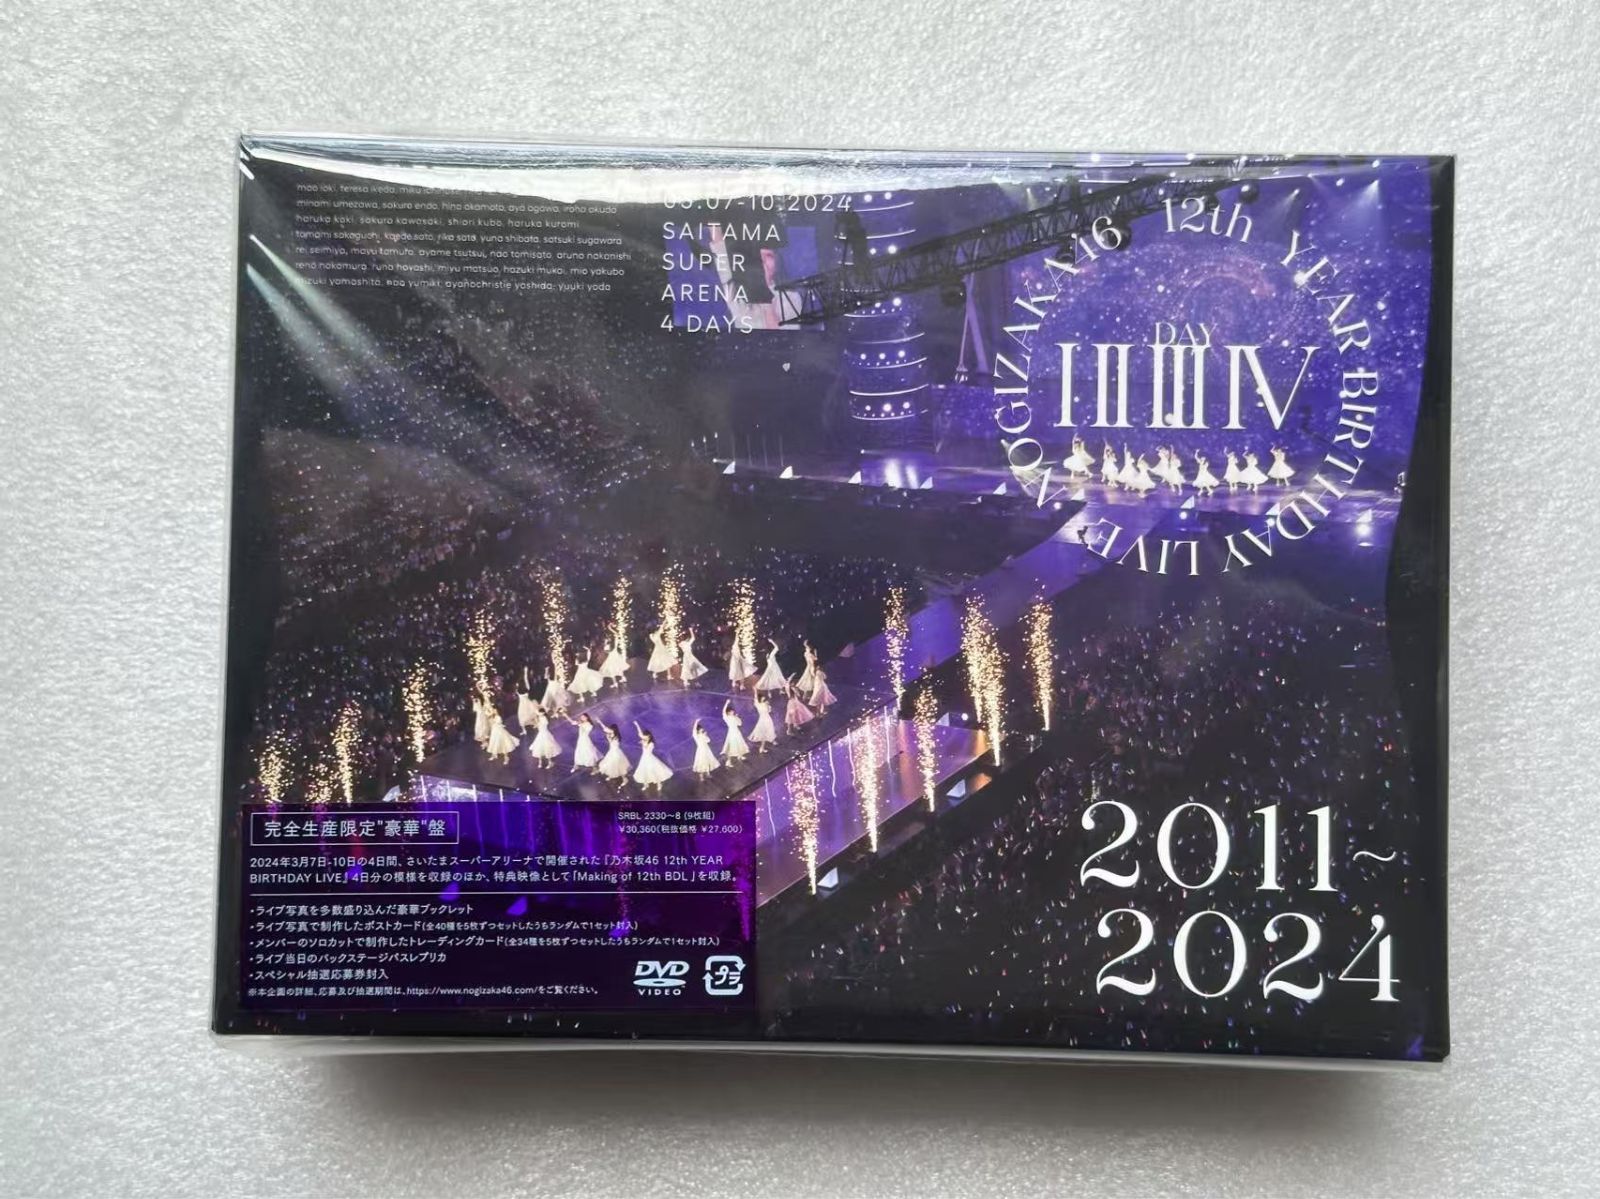 mao ioki, teresa ikeda, miku ichinose,
minami umezawa, sakura endo, hina okamoto, aya ogawa, iroha okuda
haruka kaki, sakura kawasaki, shiori kubo, haruka kuromi
tamami sakaguchi, kaede sato, rika sato, yuna shibata, satsuki sugawara
rei seimiya, mayu tamura, ayame tsutsui, nao tomisato, aruno nakanishi
reno nakamura, runa hayashi, miyu matsuo, hazuki mukai, mio yakubo
mizuki yamashita, nao yumiki, ayanochristie yoshida, yuuki yoda
03.07-10.2024
SAITAMA
SUPER
ARENA
4 DAYS
NOGIZAKA46 12th YEAR BIRTHDAY LIVE
DAY
I II III IV
2011~
2024
完全生産限定"豪華"盤
SRBL 2330~8 (9枚組)
¥30,360(税抜価格 ¥27,600)
2024年3月7日-10日の4日間、さいたまスーパーアリーナで開催された『乃木坂46 12th YEAR
BIRTHDAY LIVE』4日分の模様を収録のほか、特典映像として「Making of 12th BDL」を収録。
・ライブ写真を多数盛り込んだ豪華ブックレット
・ライブ写真で制作したポストカード(全40種を5枚ずつセットしたうちランダムで1セット封入)
・メンバーのソロカットで制作したトレーディングカード(全34種を5枚ずつセットしたうちランダムで1セット封入)
・ライブ当日のバックステージパスレプリカ
・スペシャル抽選応募券封入
※本企画の詳細、応募及び抽選期間は、https://www.nogizaka46.com/をご覧ください。
DVD
VIDEO
プラ